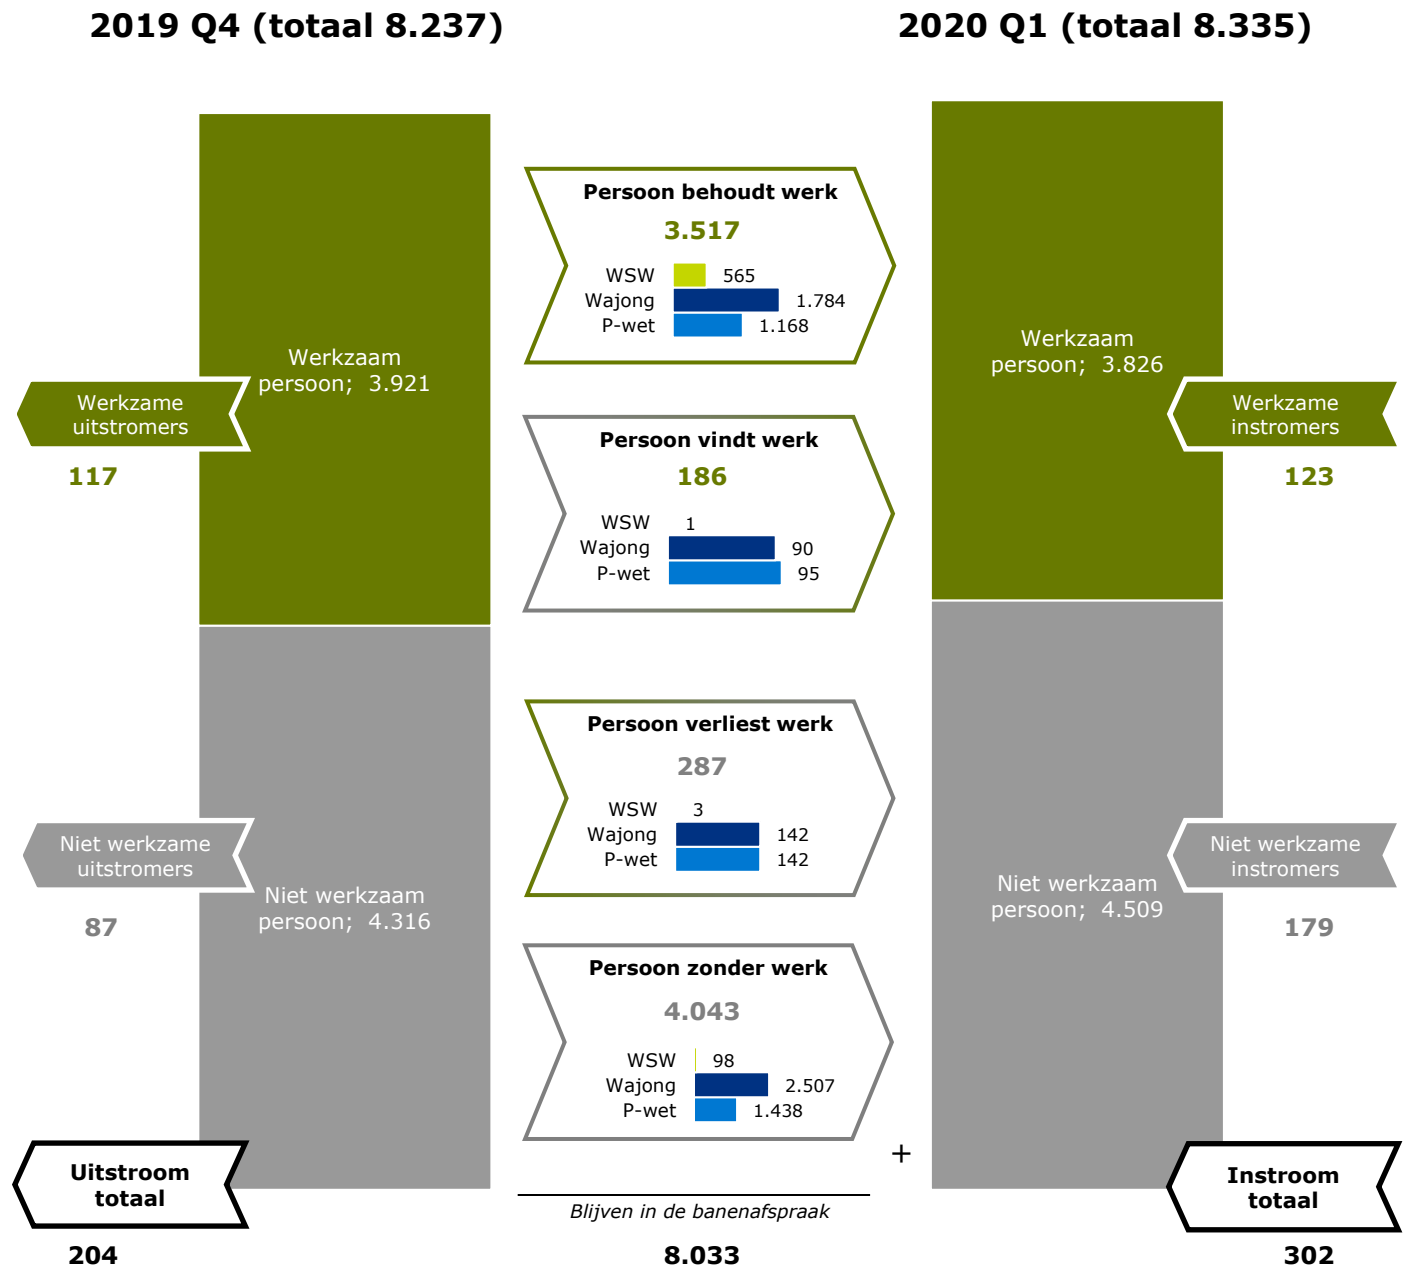 2019 Q4 (totaal 8.237)
2020 Q1 (totaal 8.335)
Werkzaam
persoon; 3.921
Werkzame
uitstromers
117
Niet werkzaam
persoon; 4.316
Niet werkzame
uitstromers
87
Uitstroom
totaal
204
Persoon behoudt werk
3.517
WSW 565
Wajong 1.784
P-wet 1.168
Persoon vindt werk
186
WSW 1
Wajong 90
P-wet 95
Persoon verliest werk
287
WSW 3
Wajong 142
P-wet 142
Persoon zonder werk
4.043
WSW 98
Wajong 2.507
P-wet 1.438
+
Blijven in de banenafspraak
8.033
Werkzaam
persoon; 3.826
Werkzame
instromers
123
Niet werkzaam
persoon; 4.509
Niet werkzame
instromers
179
Instroom
totaal
302